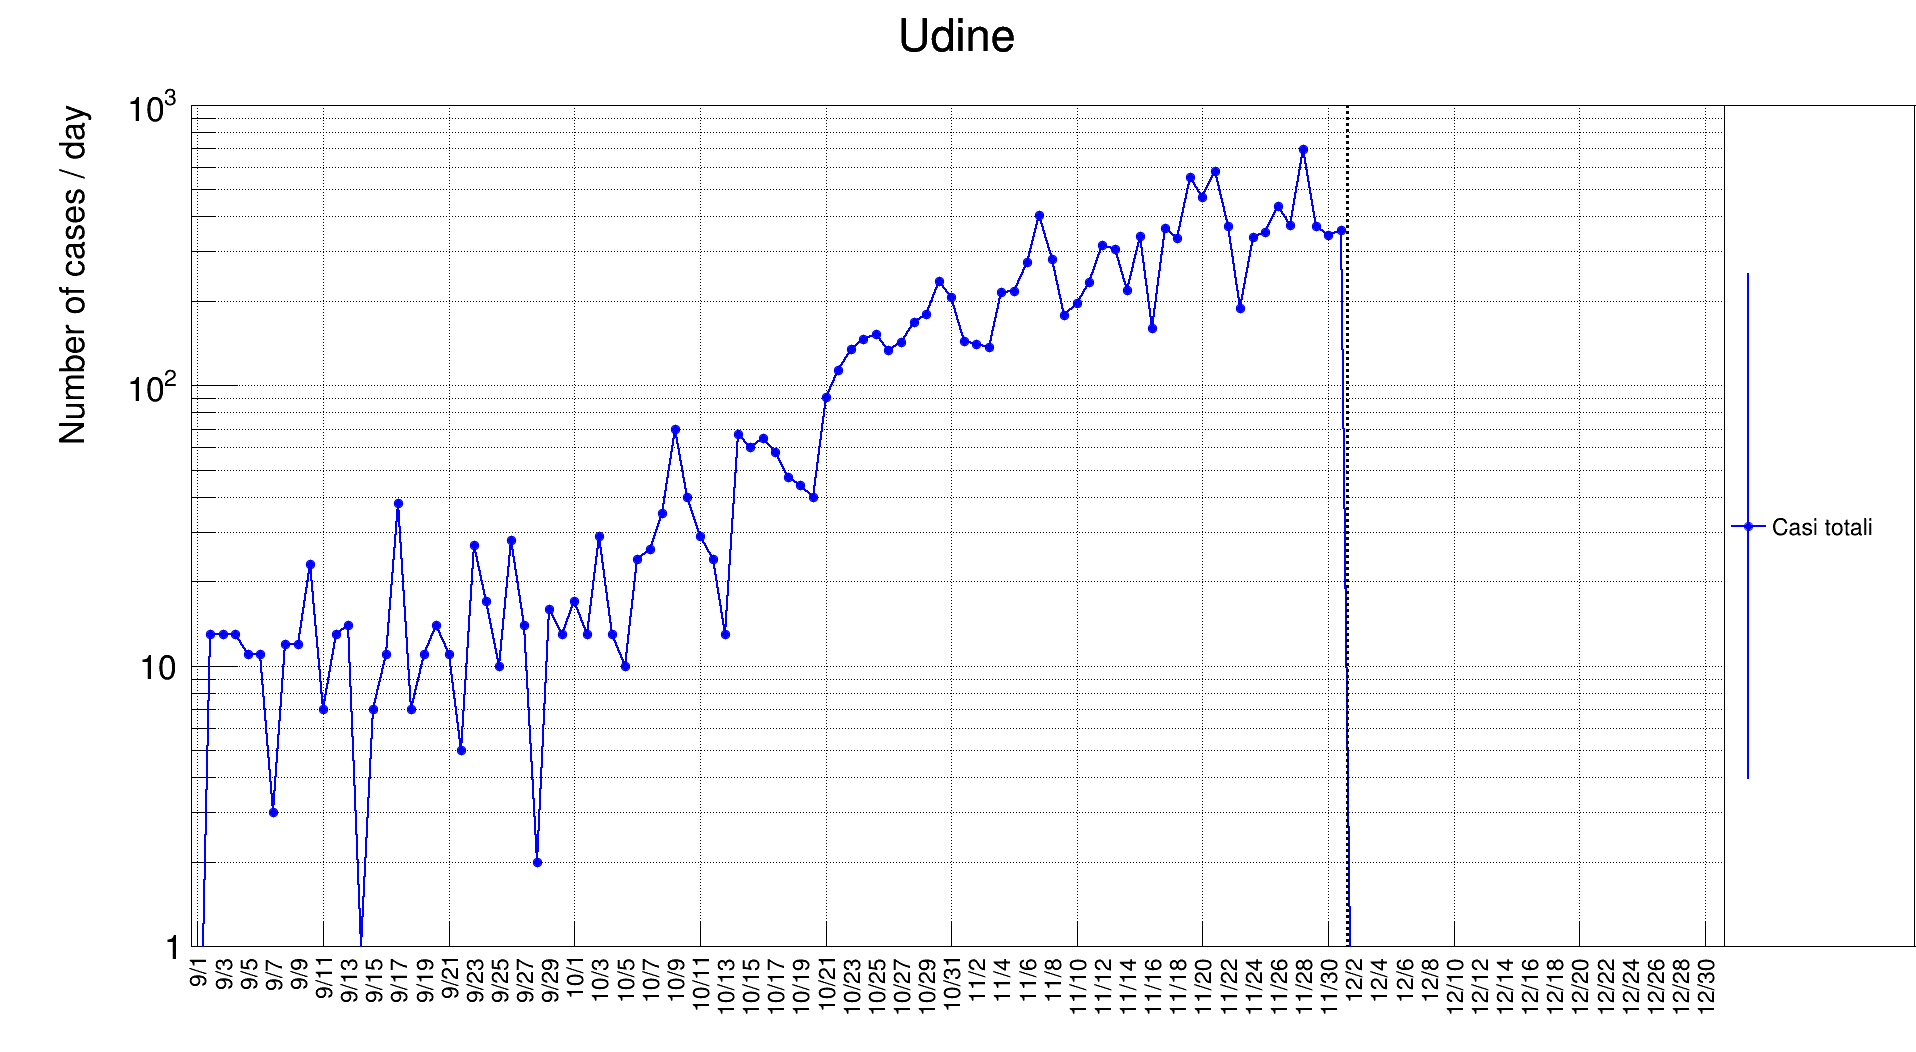 Udine
Number of cases / day
10³
10²
10
1
9/1 9/3 9/5 9/7 9/9 9/11 9/13 9/15 9/17 9/19 9/21 9/23 9/25 9/27 9/29 10/1 10/3 10/5 10/7 10/9 10/11 10/13 10/15 10/17 10/19 10/21 10/23 10/25 10/27 10/29 10/31 11/2 11/4 11/6 11/8 11/10 11/12 11/14 11/16 11/18 11/20 11/22 11/24 11/26 11/28 11/30 12/2 12/4 12/6 12/8 12/10 12/12 12/14 12/16 12/18 12/20 12/22 12/24 12/26 12/28 12/30
Casi totali